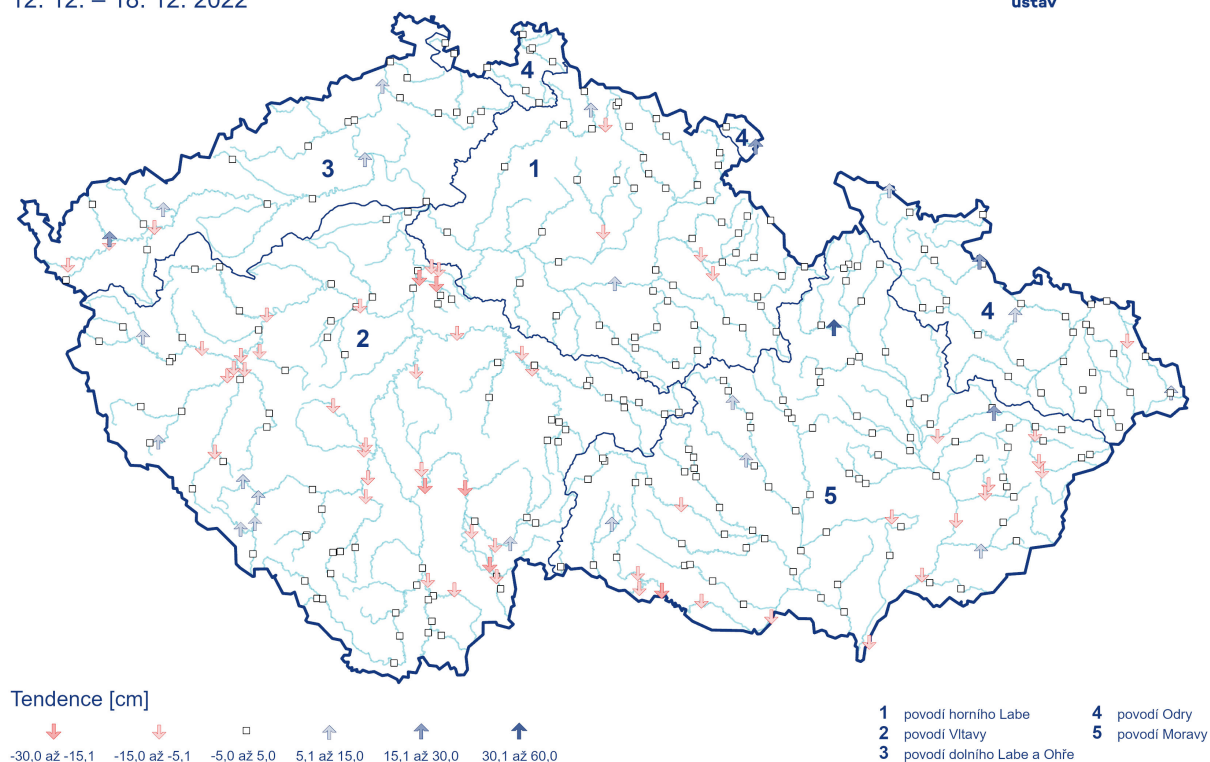 12. 12. – 18. 12. 2022
ústav
4
4
3
1
2
4
5
Tendence [cm]
-30,0 až -15,1
-15,0 až -5,1
-5,0 až 5,0
5,1 až 15,0
15,1 až 30,0
30,1 až 60,0
1 povodí horního Labe
2 povodí Vltavy
3 povodí dolního Labe a Ohře
4 povodí Odry
5 povodí Moravy